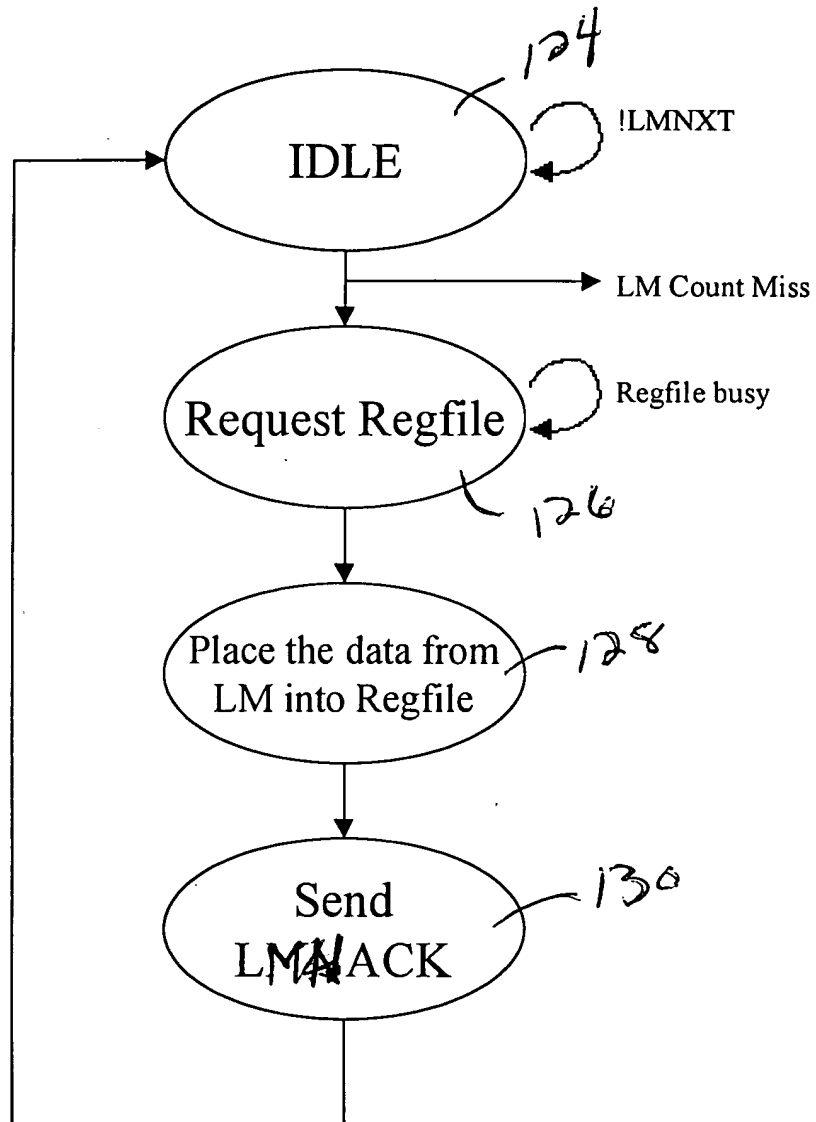 124
!LMNXT
IDLE
LM Count Miss
Request Regfile
Regfile busy
126
Place the data from
LM into Regfile
128
Send
130